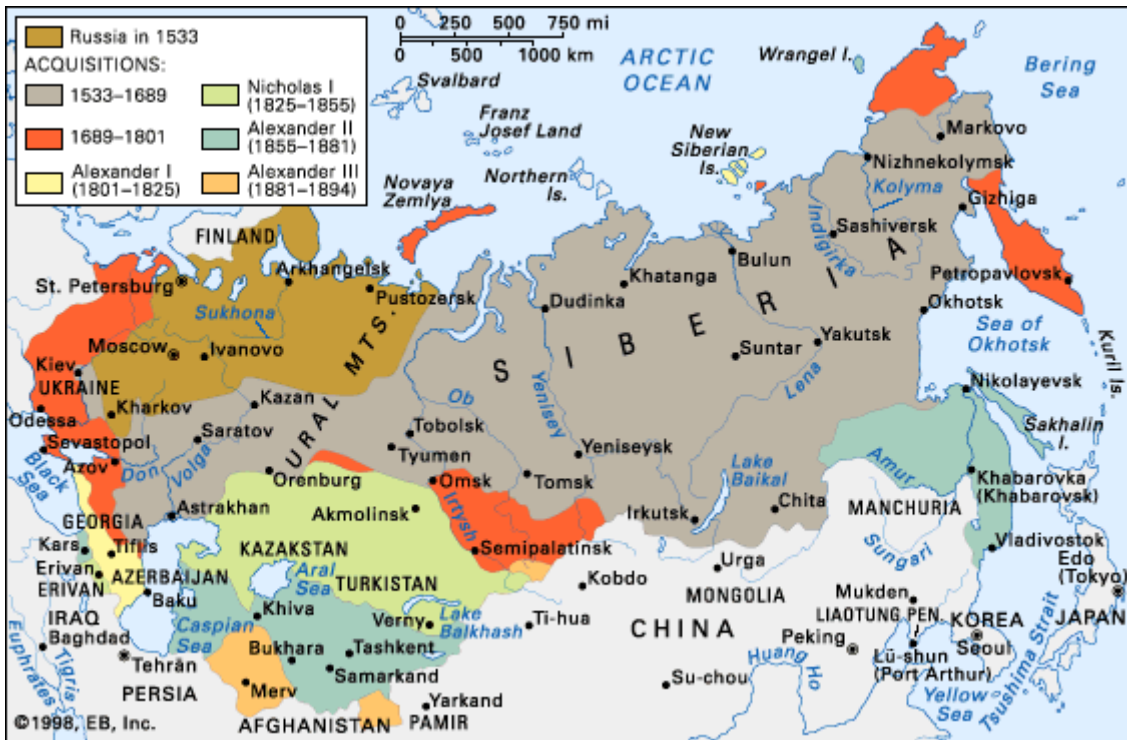 Russia in 1533
ACQUISITIONS:
1533–1689
1689–1801
Alexander I
(1801–1825)
Nicholas I
(1825–1855)
Alexander II
(1855–1881)
Alexander III
(1881–1894)
0 250 500 750 mi
0 500 1000 km
ARCTIC
OCEAN
Wrangel I.
Bering
Sea
Svalbard
Franz
Josef Land
New
Siberian
Is.
Northern
Is.
Novaya
Zemlya
Markovo
Nizhnekolymsk
Kolyma
Gizhiga
Indigirka
Sashiversk
FINLAND
St. Petersburg
Arkhangelsk
Pustozersk
Sukhona
Khatanga
Bulun
Dudinka
Petropavlovsk
Okhotsk
Sea of
Okhotsk
Kuril Is.
SIBERIA
Yakutsk
Suntar
Lena
Moscow
Ivanovo
URAL MTS.
Kiev
UKRAINE
Kharkov
Kazan
Ob
Yenisey
Nikolayevsk
Sakhalin
I.
Odessa
Sevastopol
Saratov
Tobolsk
Tyumen
Yeniseysk
Azov
Don
Volga
Black
Sea
Orenburg
Omsk
Tomsk
Lake
Baikal
Amur
Khabarovka
(Khabarovsk)
Astrakhan
Akmolinsk
Irtysh
Irkutsk
Chita
MANCHURIA
GEORGIA
Kars
Tiflis
KAZAKSTAN
Semipalatinsk
Sungari
Vladivostok
Erivan
ERIVAN
AZERBAIJAN
Baku
Aral
Sea
TURKISTAN
Kobdo
Urga
MONGOLIA
Mukden
Edo
(Tokyo)
IRAQ
Baghdad
Caspian
Sea
Khiva
Verny
Lake
Balkhash
Ti-hua
CHINA
LIAOTUNG PEN.
KOREA
JAPAN
Peking
Seoul
Euphrates
Tigris
Tehrān
Bukhara
Tashkent
Samarkand
Lü-shun
(Port Arthur)
Huang Ho
Tsushima Strait
PERSIA
Merv
Su-chou
Yellow
Sea
Yarkand
AFGHANISTAN
PAMIR
©1998, EB, Inc.